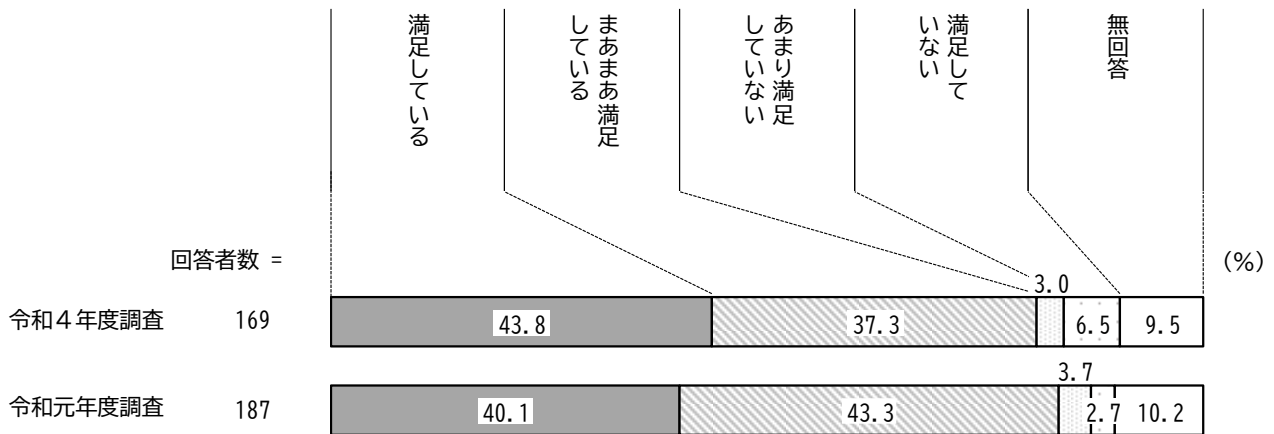 満足している
まあまあ満足
している
あまり満足
していない
満足して
いない
無回答
回答者数 =
(%)
3.0
令和４年度調査 169 43.8 37.3 6.5 9.5
3.7
令和元年度調査 187 40.1 43.3 2.7 10.2